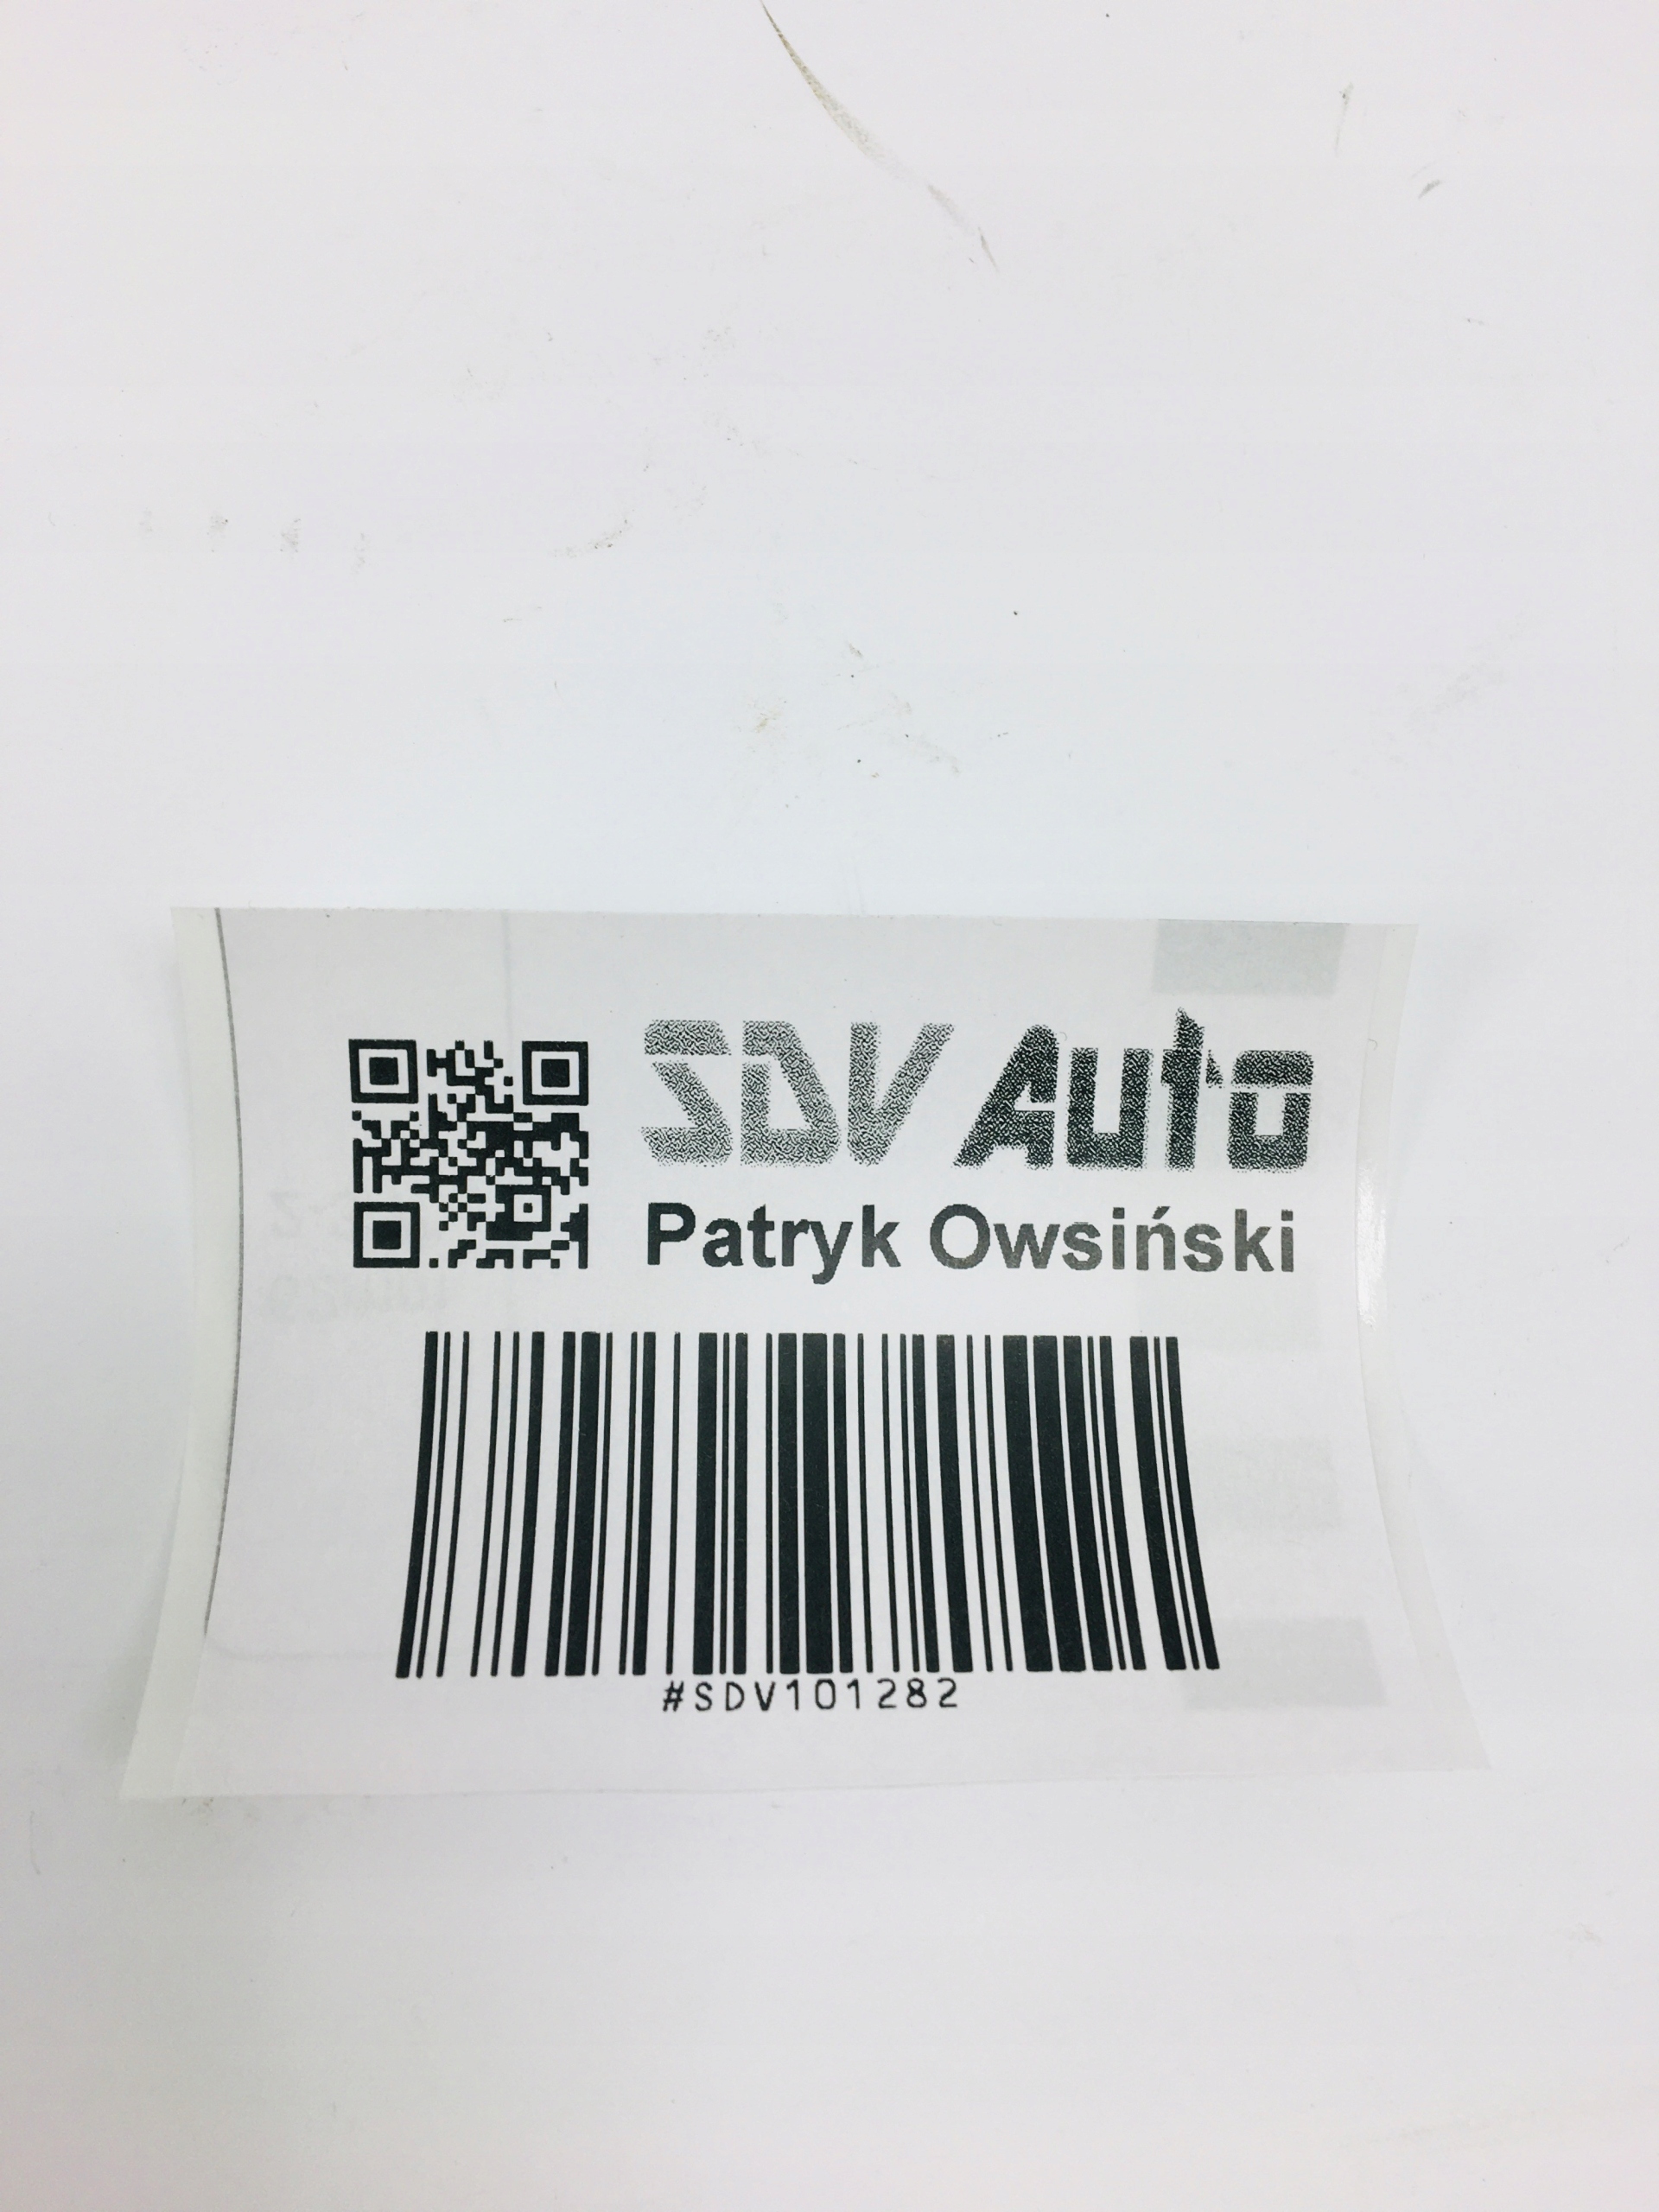 SDV Auto
Patryk Owsiński
#SDV101282